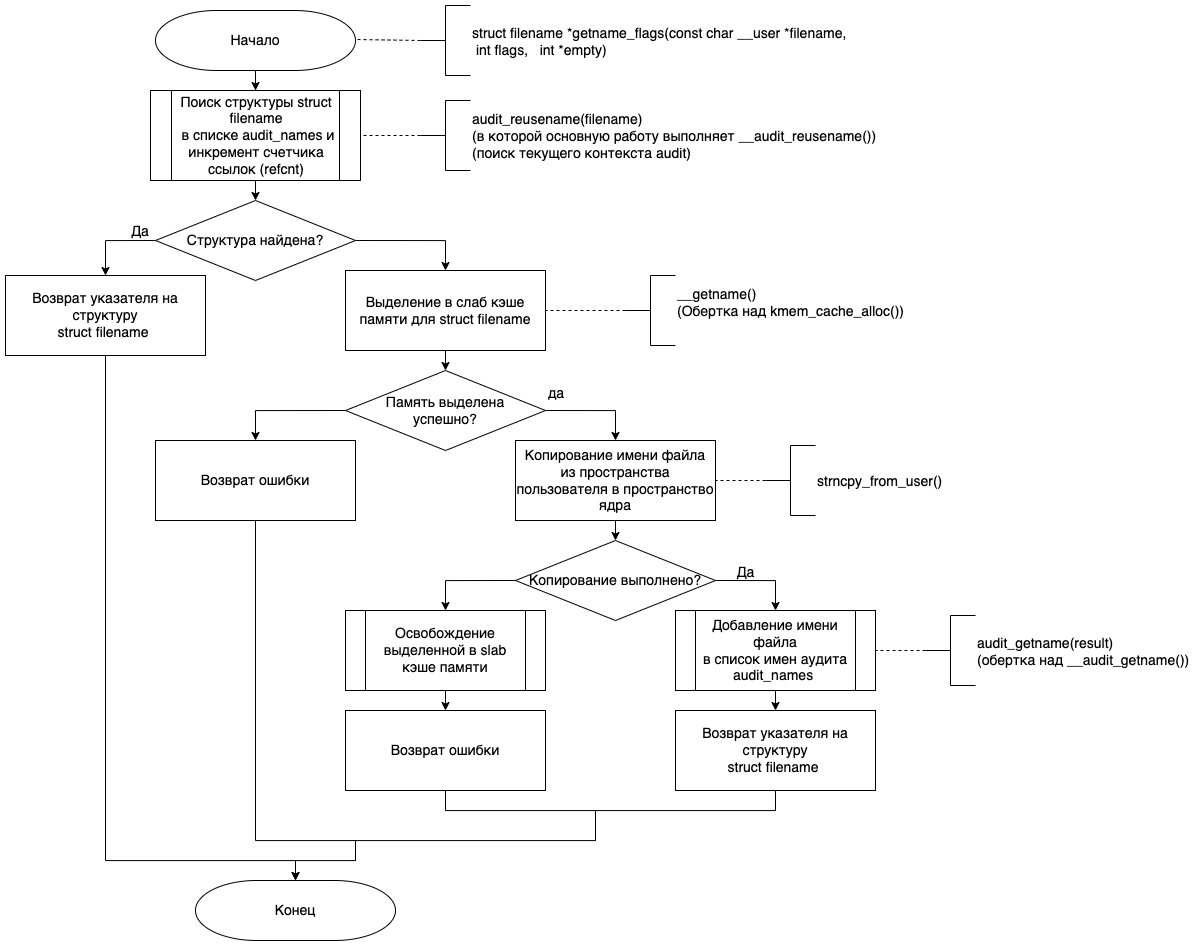 Начало
struct filename *getname_flags(const char __user *filename,
int flags,   int *empty)
Поиск структуры struct
filename
в списке audit_names и
инкремент счетчика
ссылок (refcnt)
audit_reusename(filename)
(в которой основную работу выполняет __audit_reusename())
(поиск текущего контекста audit)
Да
Структура найдена?
Возврат указателя на
структуру
struct filename
Выделение в слаб кэше
памяти для struct filename
__getname()
(Обертка над kmem_cache_alloc())
Память выделена
успешно?
да
Возврат ошибки
Копирование имени файла
из пространства
пользователя в пространство
ядра
strncpy_from_user()
Копирование выполнено?
Да
Освобождение
выделенной в slab
кэше памяти
Добавление имени
файла
в список имен аудита
audit_names
audit_getname(result)
(обертка над __audit_getname())
Возврат ошибки
Возврат указателя на
структуру
struct filename
Конец